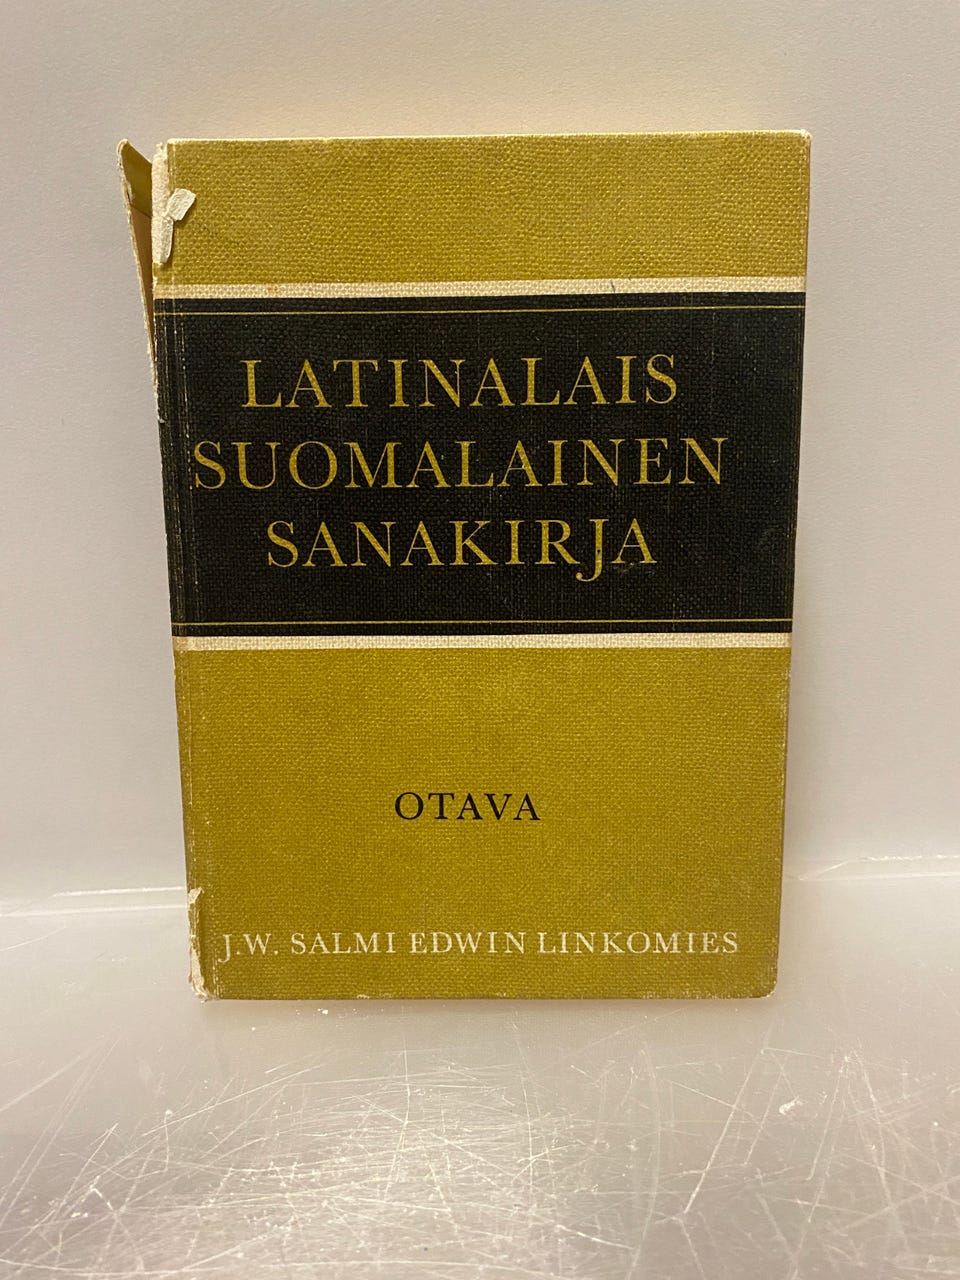 LATINALAIS
SUOMALAINEN
SANAKIRJA
OTAVA
J.W. SALMI EDWIN LINKOMIES